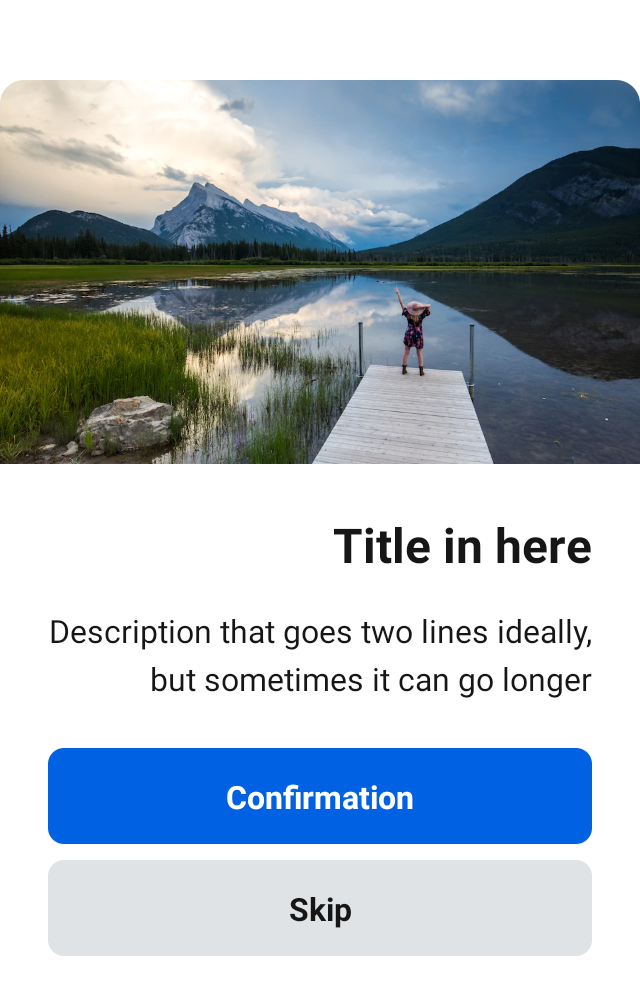 Title in here
Description that goes two lines ideally,
but sometimes it can go longer
Confirmation
Skip